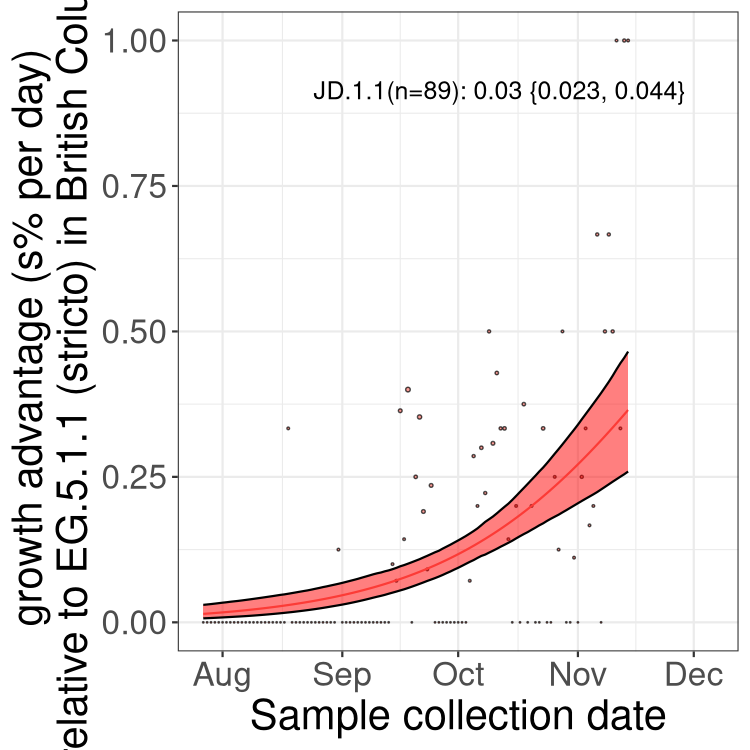 growth advantage (s% per day)
relative to EG.5.1.1 (stricto) in British Colu
1.00
0.75
0.50
0.25
0.00
JD.1.1(n=89): 0.03 {0.023, 0.044}
Aug Sep Oct Nov Dec
Sample collection date